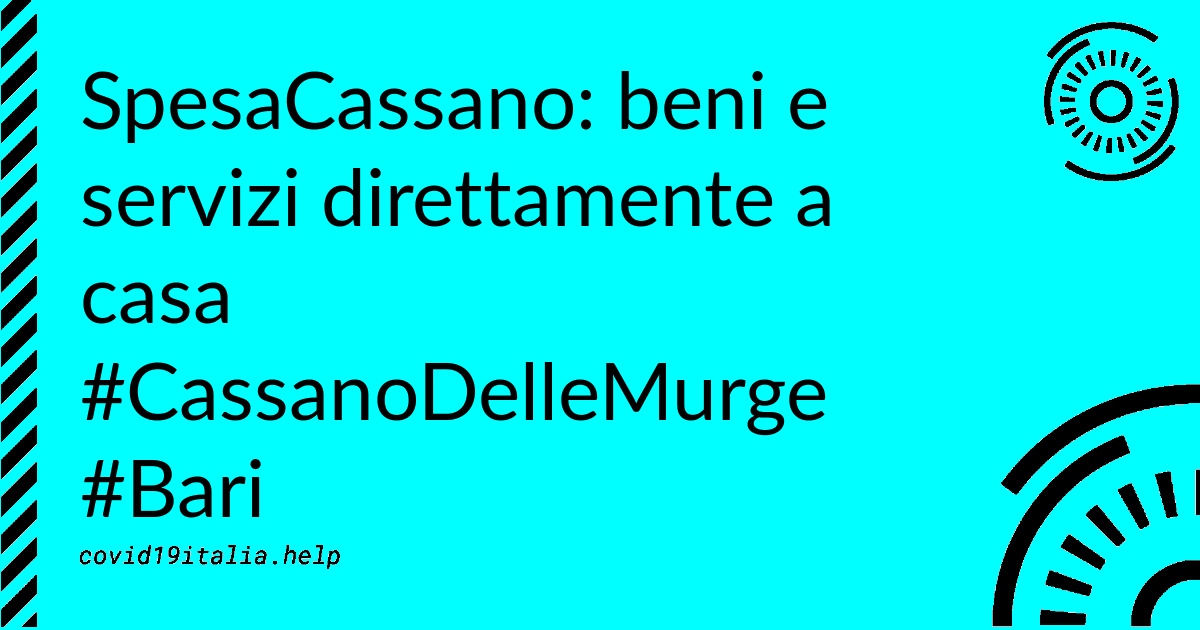 SpesaCassano: beni e
servizi direttamente a
casa
#CassanoDelleMurge
#Bari
covid19italia.help